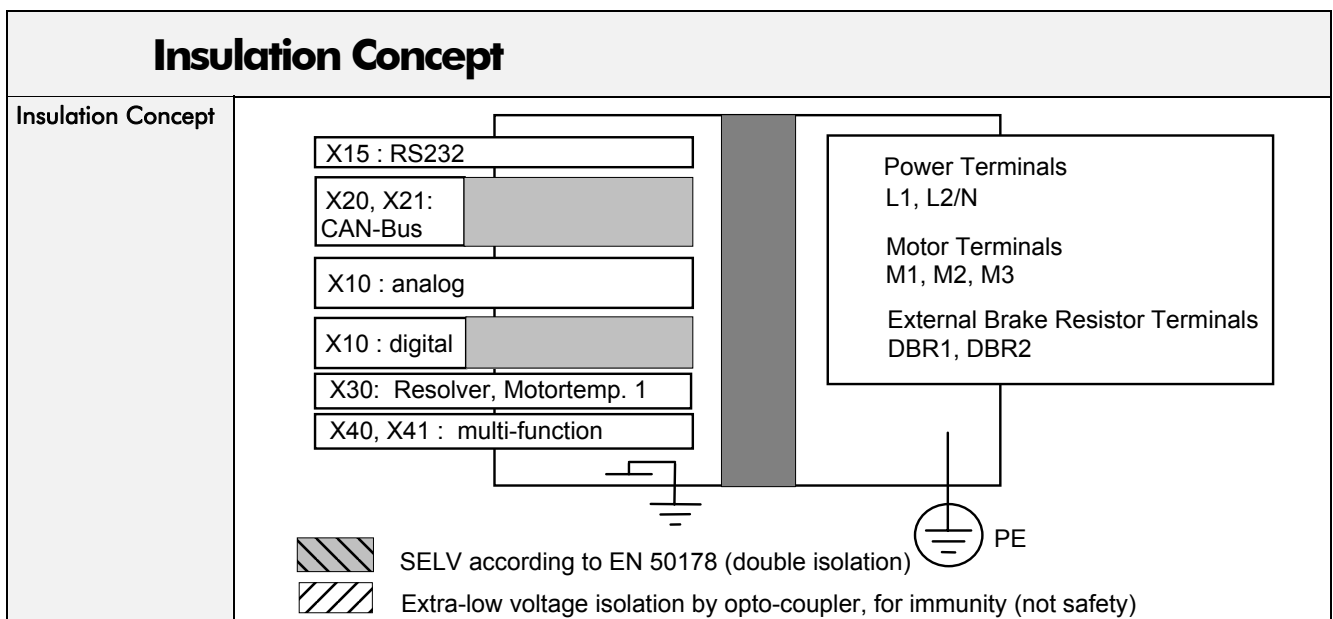 Insulation Concept
Insulation Concept
X15 : RS232
X20, X21:
CAN-Bus
X10 : analog
X10 : digital
X30: Resolver, Motortemp. 1
X40, X41 : multi-function
Power Terminals
L1, L2/N
Motor Terminals
M1, M2, M3
External Brake Resistor Terminals
DBR1, DBR2
PE
SELV according to EN 50178 (double isolation)
Extra-low voltage isolation by opto-coupler, for immunity (not safety)